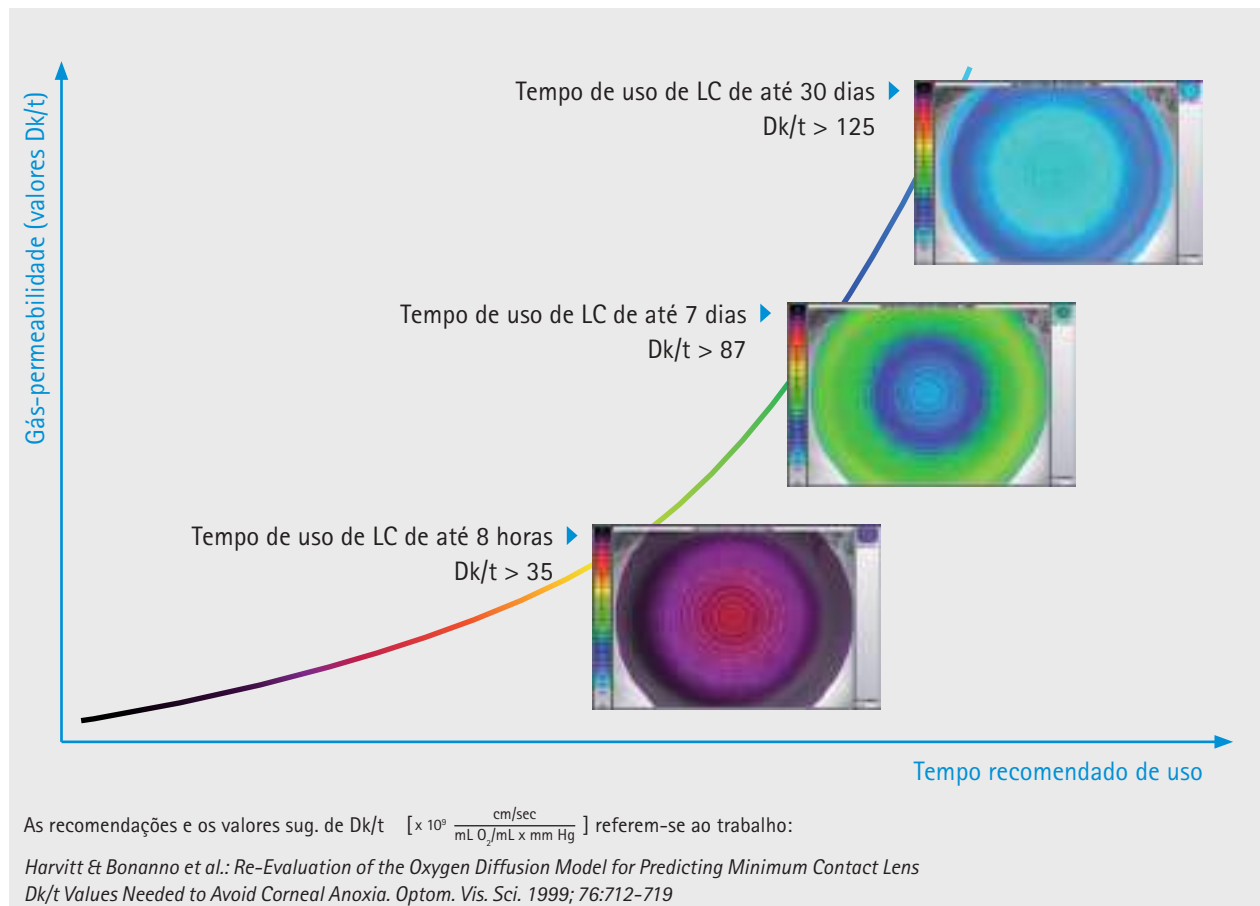 Gás-permeabilidade (valores Dk/t)
Tempo de uso de LC de até 30 dias
Dk/t > 125
Tempo de uso de LC de até 7 dias
Dk/t > 87
Tempo de uso de LC de até 8 horas
Dk/t > 35
Tempo recomendado de uso
As recomendações e os valores sug. de Dk/t [x 10⁹ cm/sec / mL O₂/mL x mm Hg ] referem-se ao trabalho:
Harvitt & Bonanno et al.: Re-Evaluation of the Oxygen Diffusion Model for Predicting Minimum Contact Lens
Dk/t Values Needed to Avoid Corneal Anoxia. Optom. Vis. Sci. 1999; 76:712-719